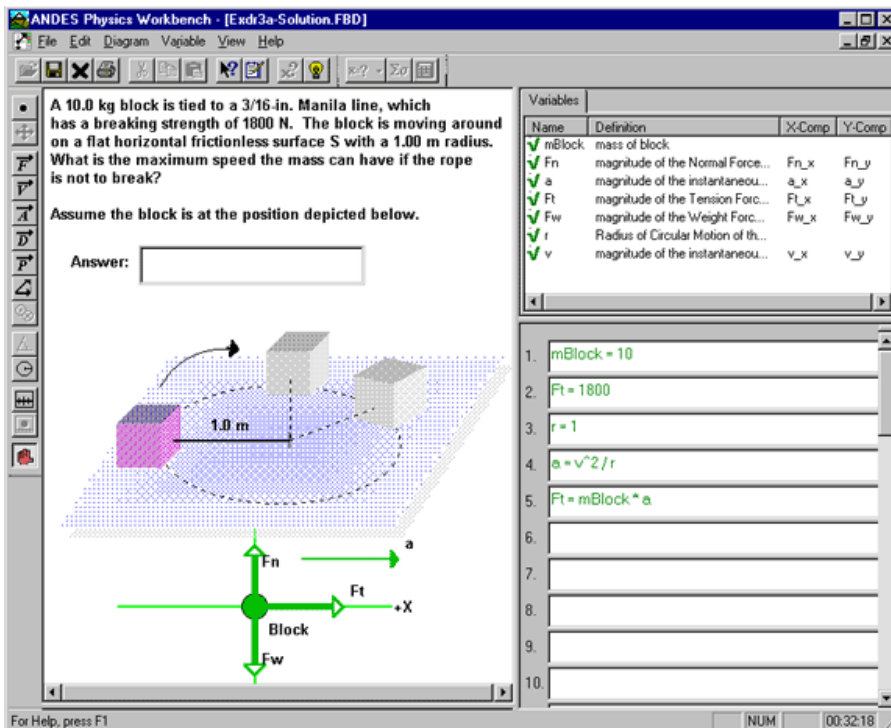 ANDES Physics Workbench - [Exdr3a-Solution.FBD]
File Edit Diagram Variable View Help
A 10.0 kg block is tied to a 3/16-in. Manila line, which
has a breaking strength of 1800 N. The block is moving around
on a flat horizontal frictionless surface S with a 1.00 m radius.
What is the maximum speed the mass can have if the rope
is not to break?
Assume the block is at the position depicted below.
Answer:
1.0 m
a
Fn
Ft
+X
Block
Fw
Variables
Name Definition X-Comp Y-Comp
mBlock mass of block
Fn magnitude of the Normal Force... Fn_x Fn_y
a magnitude of the instantaneou... a_x a_y
Ft magnitude of the Tension Forc... Ft_x Ft_y
Fw magnitude of the Weight Forc... Fw_x Fw_y
r Radius of Circular Motion of th...
v magnitude of the instantaneou... v_x v_y
1. mBlock = 10
2. Ft = 1800
3. r = 1
4. a = v^2 / r
5. Ft = mBlock * a
6.
7.
8.
9.
10.
For Help, press F1
NUM 00:32:18